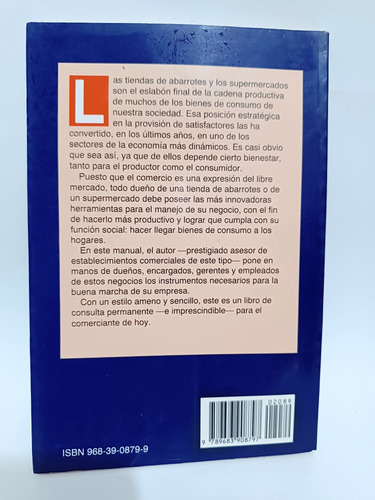 Las tiendas de abarrotes y los supermercados
son el eslabón final de la cadena productiva
de muchos de los bienes de consumo de
nuestra sociedad. Esa posición estratégica
en la provisión de satisfactores las ha
convertido, en los últimos años, en uno de los
sectores de la economía más dinámicos. Es casi obvio
que sea así, ya que de ellos depende cierto bienestar,
tanto para el productor como el consumidor.
Puesto que el comercio es una expresión del libre
mercado, todo dueño de una tienda de abarrotes o de
un supermercado debe poseer las más innovadoras
herramientas para el manejo de su negocio, con el fin
de hacerlo más productivo y lograr que cumpla con su
función social: hacer llegar bienes de consumo a los
hogares.
En este manual, el autor —prestigiado asesor de
establecimientos comerciales de este tipo— pone en
manos de dueños, encargados, gerentes y empleados
de estos negocios los instrumentos necesarios para la
buena marcha de su empresa.
Con un estilo ameno y sencillo, este es un libro de
consulta permanente —e imprescindible— para el
comerciante de hoy.
02089
9 789683 908797
ISBN 968-39-0879-9